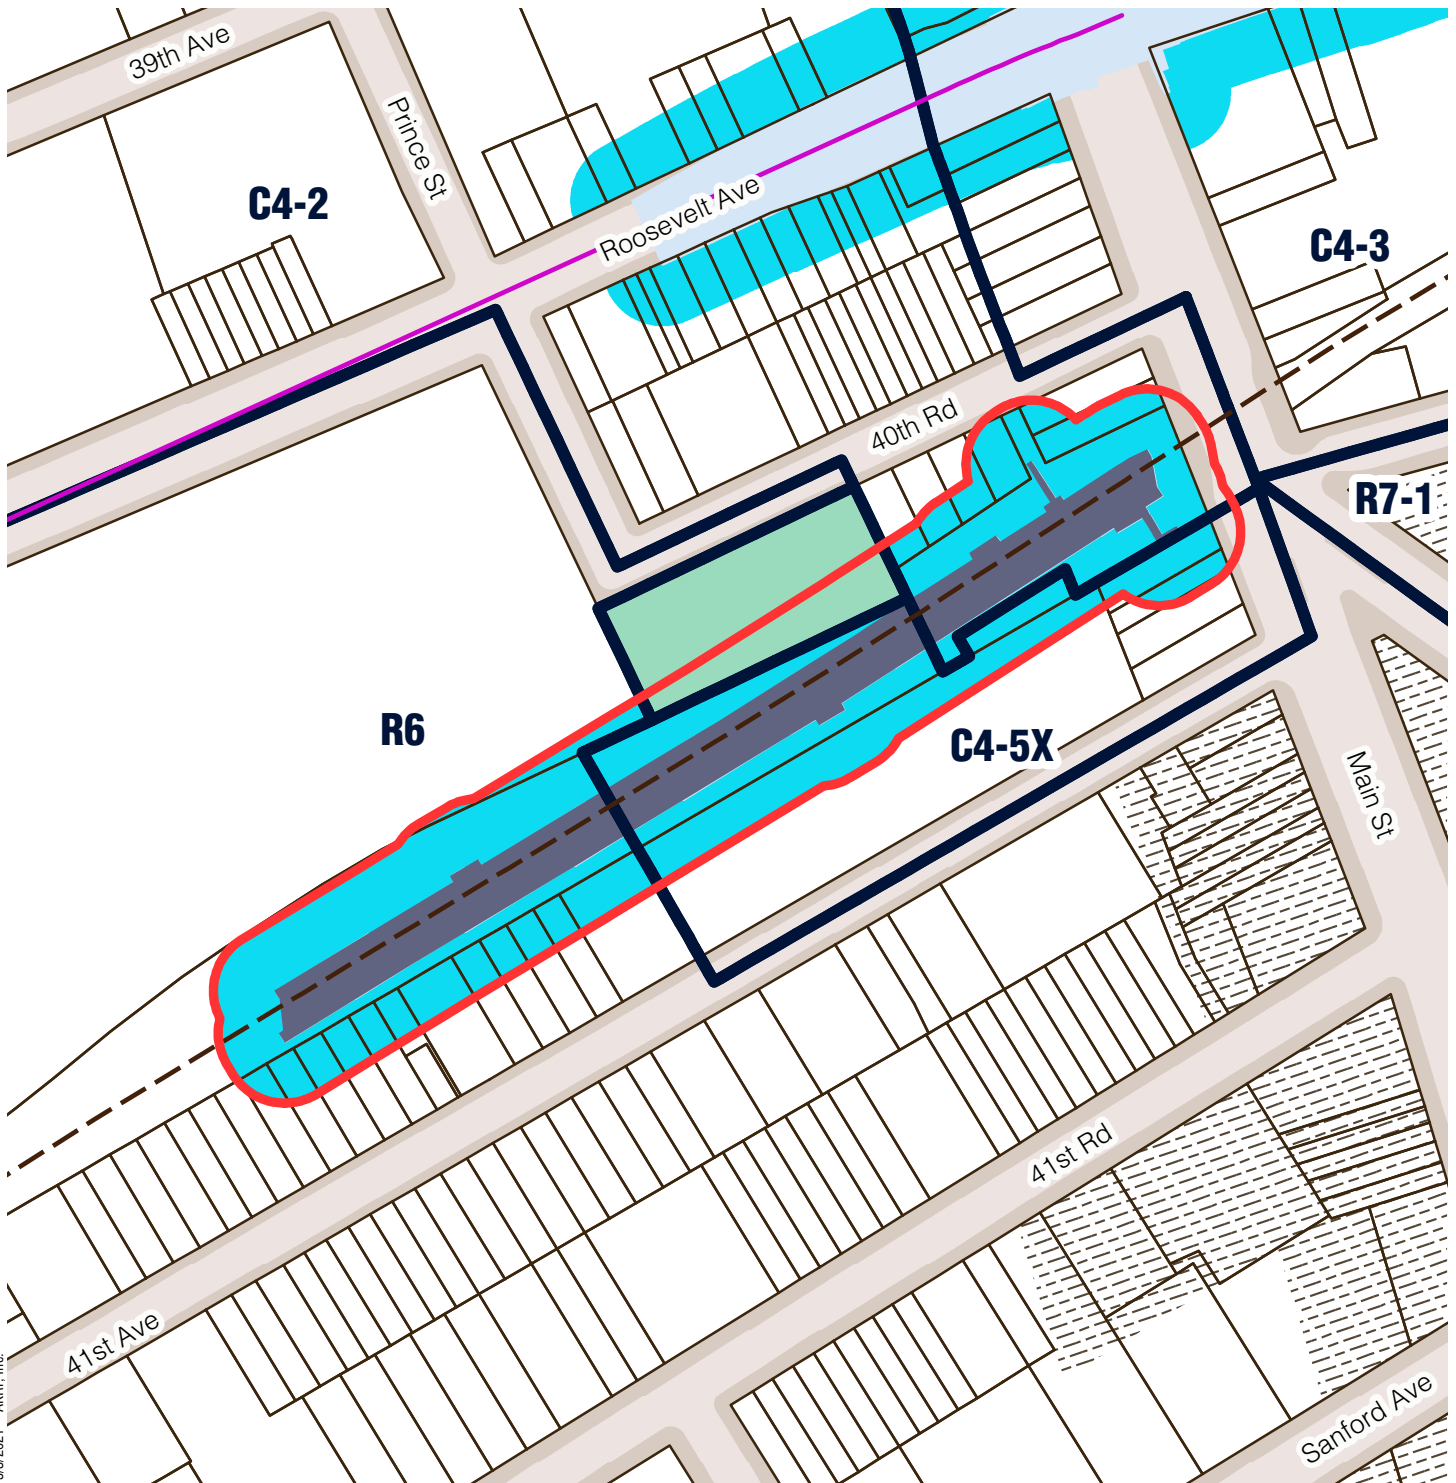 39th Ave
Prince St
C4-2
Roosevelt Ave
C4-3
40th Rd
R7-1
R6
C4-5X
Main St
41st Rd
41st Ave
Sanford Ave